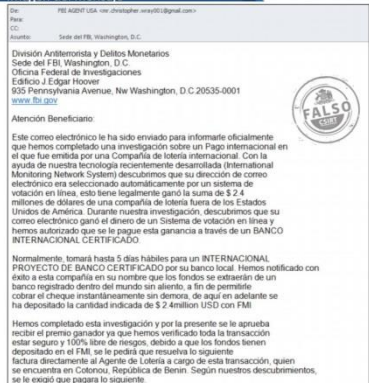 De: FBI AGENT USA <mr.christopher.wray001@gmail.com>
Para:
CC:
Asunto: Sede del FBI, Washington, D.C.
División Antiterrorista y Delitos Monetarios
Sede del FBI, Washington, D.C.
Oficina Federal de Investigaciones
Edificio J.Edgar Hoover
935 Pennsylvania Avenue, Nw Washington, D.C.20535-0001
www.fbi.gov
FALSO
CSIRT
Atención Beneficiario:
Este correo electrónico le ha sido enviado para informarle oficialmente
que hemos completado una investigación sobre un Pago internacional en
el que fue emitida por una Compañía de lotería internacional. Con la
ayuda de nuestra tecnología recientemente desarrollada (International
Monitoring Network System) descubrimos que su dirección de correo
electrónico era seleccionado automáticamente por un sistema de
votación en línea, esto tiene legalmente ganó la suma de $ 2.4
millones de dólares de una compañía de lotería fuera de los Estados
Unidos de América. Durante nuestra investigación, descubrimos que su
correo electrónico ganó el dinero de un Sistema de votación en línea y
hemos autorizado que se le pague esta ganancia a través de un BANCO
INTERNACIONAL CERTIFICADO.
Normalmente, tomará hasta 5 días hábiles para un INTERNACIONAL
PROYECTO DE BANCO CERTIFICADO por su banco local. Hemos notificado con
éxito a esta compañía en su nombre que los fondos se extraerán de un
banco registrado dentro del mundo sin aliento, a fin de permitirle
cobrar el cheque instantáneamente sin demora, de aquí en adelante se
ha depositado la cantidad indicada de $ 2.4million USD con FMI
Hemos completado esta investigación y por la presente se le aprueba
recibir el premio ganador ya que hemos verificado toda la transacción
estar seguro y 100% libre de riesgos, debido a que los fondos tienen
depositado en el FMI, se le pedirá que resuelva lo siguiente
factura directamente al Agente de Lotería a cargo de esta transacción, quien
se encuentra en Cotonou, República de Benin. Según nuestros descubrimientos,
se le exigió que pagara lo siguiente.